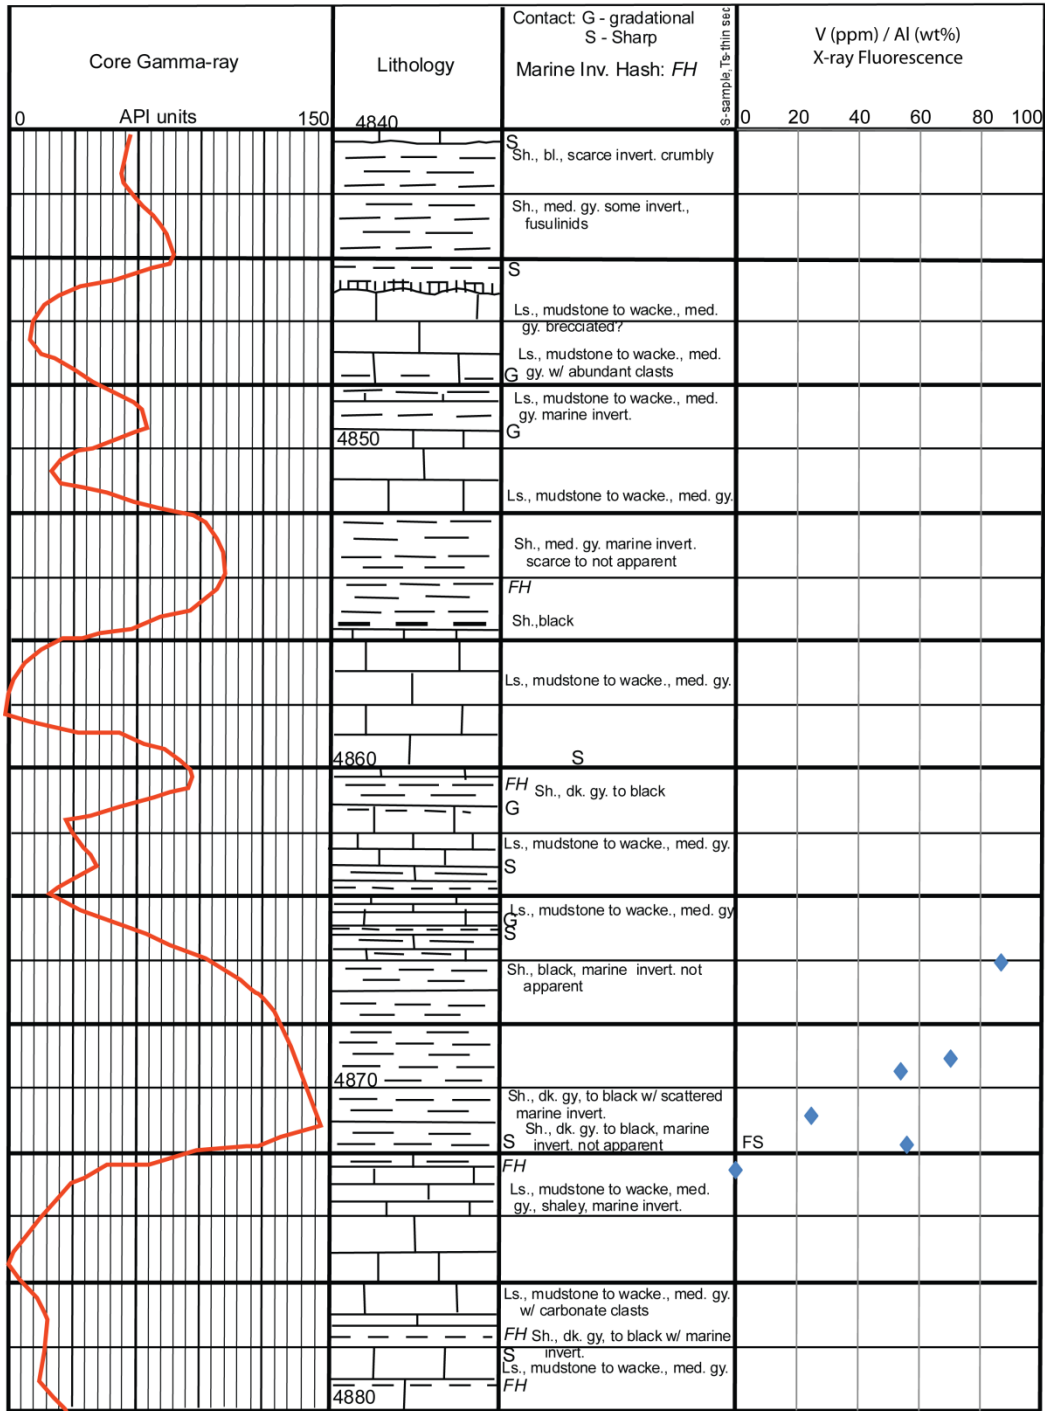 Core Gamma-ray
0 API units 150
Lithology
Contact: G - gradational
S - Sharp
Marine Inv. Hash: FH
S-sample,Ts-thin sec
V (ppm) / Al (wt%)
X-ray Fluorescence
0 20 40 60 80 100
4840
S
Sh., bl., scarce invert. crumbly
Sh., med. gy. some invert.,
fusulinids
S
Ls., mudstone to wacke., med.
gy. brecciated?
Ls., mudstone to wacke., med.
G gy. w/ abundant clasts
Ls., mudstone to wacke., med.
gy. marine invert.
4850 G
Ls., mudstone to wacke., med. gy.
Sh., med. gy. marine invert.
scarce to not apparent
FH
Sh.,black
Ls., mudstone to wacke., med. gy.
4860 S
FH Sh., dk. gy. to black
G
Ls., mudstone to wacke., med. gy.
S
Ls., mudstone to wacke., med. gy
G
S
Sh., black, marine invert. not
apparent
4870
Sh., dk. gy, to black w/ scattered
marine invert.
Sh., dk. gy. to black, marine
S invert. not apparent FS
FH
Ls., mudstone to wacke, med.
gy., shaley, marine invert.
Ls., mudstone to wacke., med. gy.
w/ carbonate clasts
FH Sh., dk. gy, to black w/ marine
invert.
S
Ls., mudstone to wacke., med. gy.
4880 FH